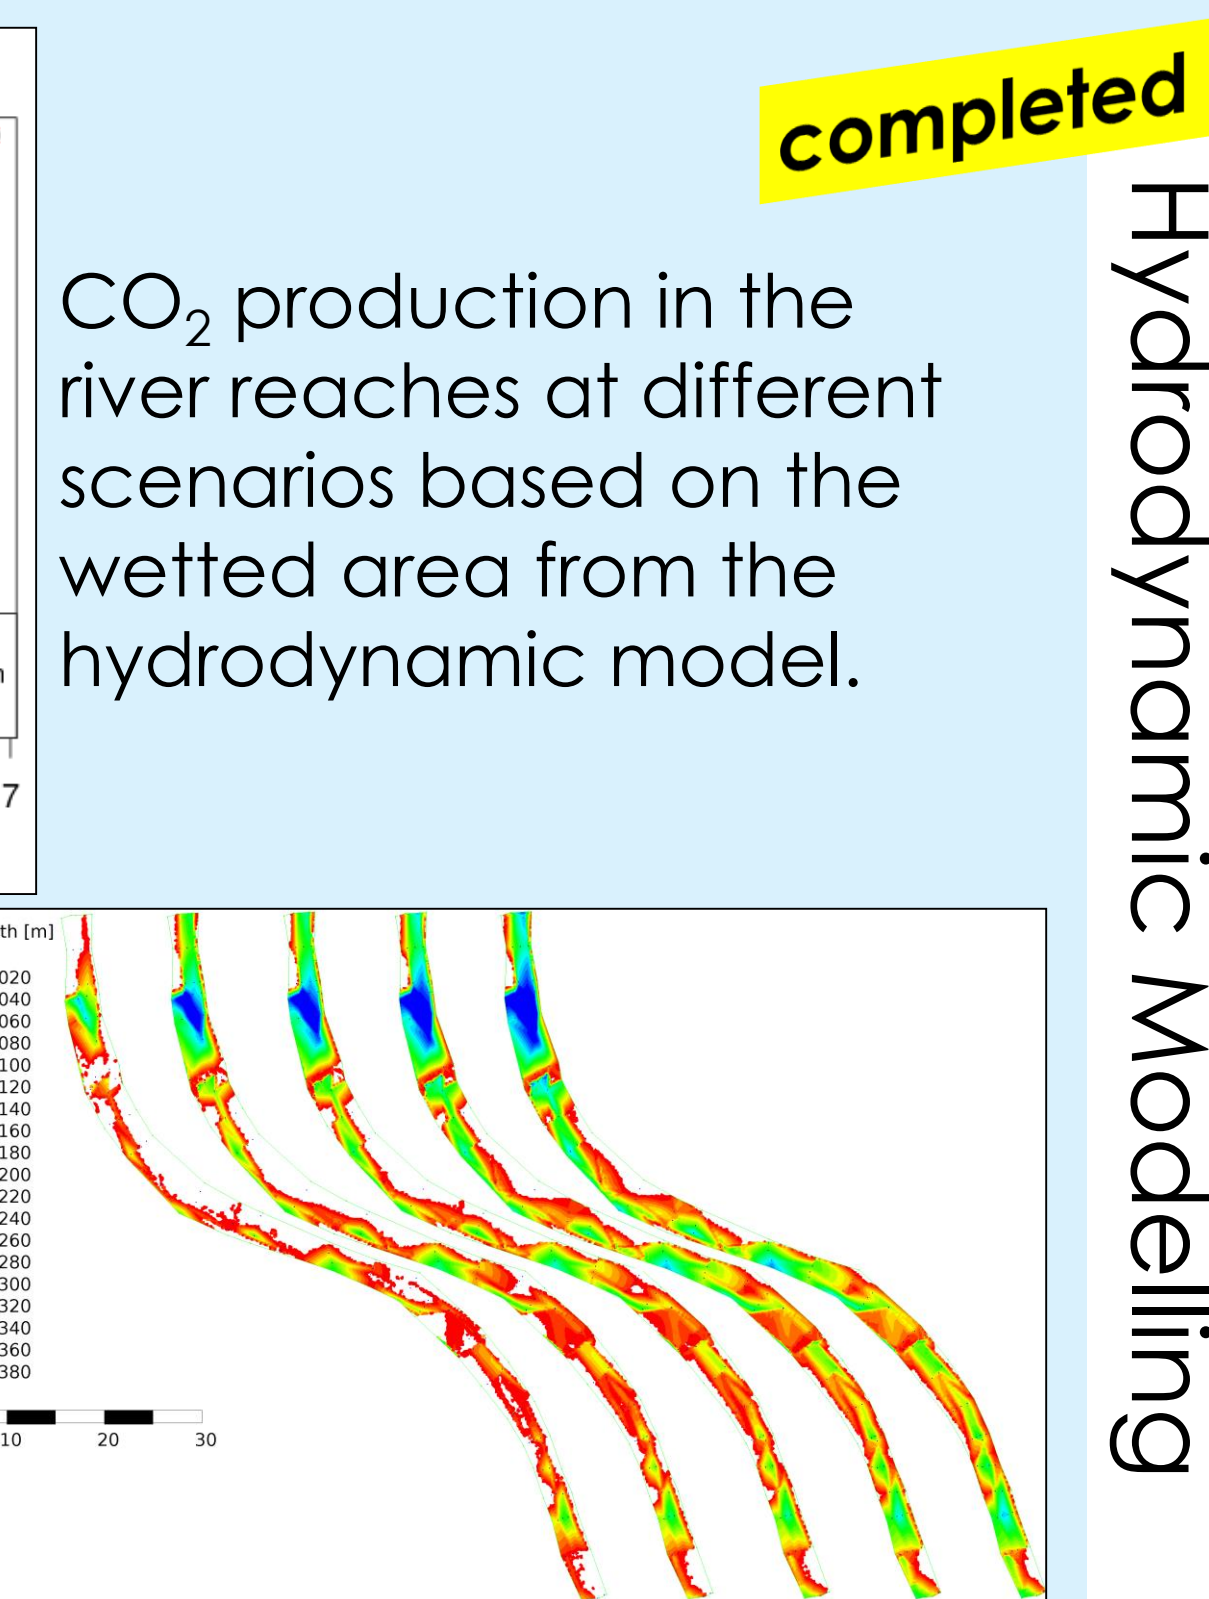 completed
CO₂ production in the
river reaches at different
scenarios based on the
wetted area from the
hydrodynamic model.
Hydrodynamic Modelling
7
th [m]
020
040
060
080
100
120
140
160
180
200
220
240
260
280
300
320
340
360
380
10 20 30